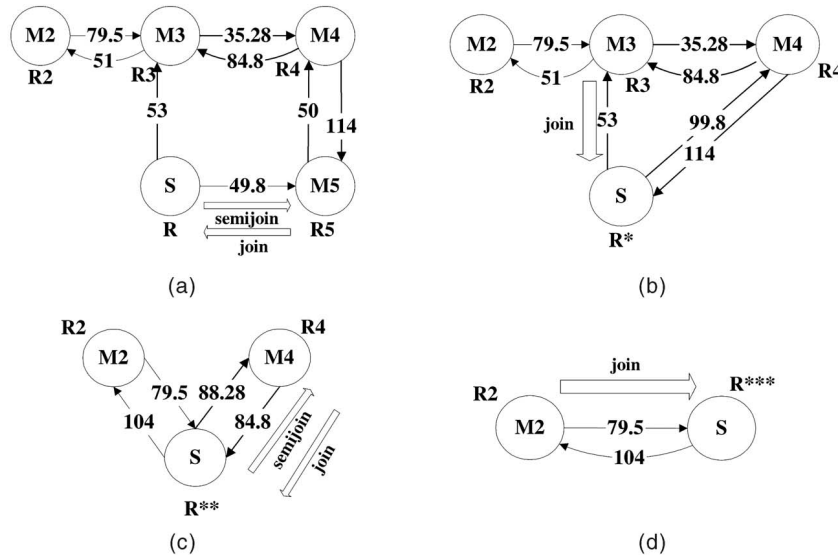 M2 79.5 M3 35.28 M4
51 84.8
R2 R3 R4
53 50 114
S 49.8 M5
semijoin
R R5
join
(a)
M2 79.5 M3 35.28 M4
51 84.8
R2 R3 R4
join 53 99.8
114
S
R*
(b)
R2 R4
M2 M4
79.5 88.28
104 84.8
S semijoin join
R**
(c)
join
R2 R***
M2 79.5 S
104
(d)